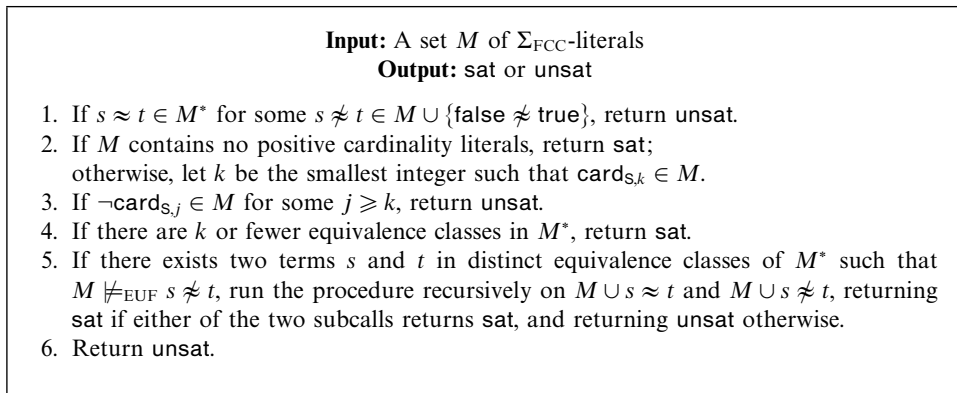 Input: A set M of Σ_FCC-literals
Output: sat or unsat
1. If s ≈ t ∈ M* for some s ≉ t ∈ M ∪ {false ≉ true}, return unsat.
2. If M contains no positive cardinality literals, return sat;
otherwise, let k be the smallest integer such that card_S,k ∈ M.
3. If ¬card_S,j ∈ M for some j ⩾ k, return unsat.
4. If there are k or fewer equivalence classes in M*, return sat.
5. If there exists two terms s and t in distinct equivalence classes of M* such that
M ⊭_EUF s ≉ t, run the procedure recursively on M ∪ s ≈ t and M ∪ s ≉ t, returning
sat if either of the two subcalls returns sat, and returning unsat otherwise.
6. Return unsat.